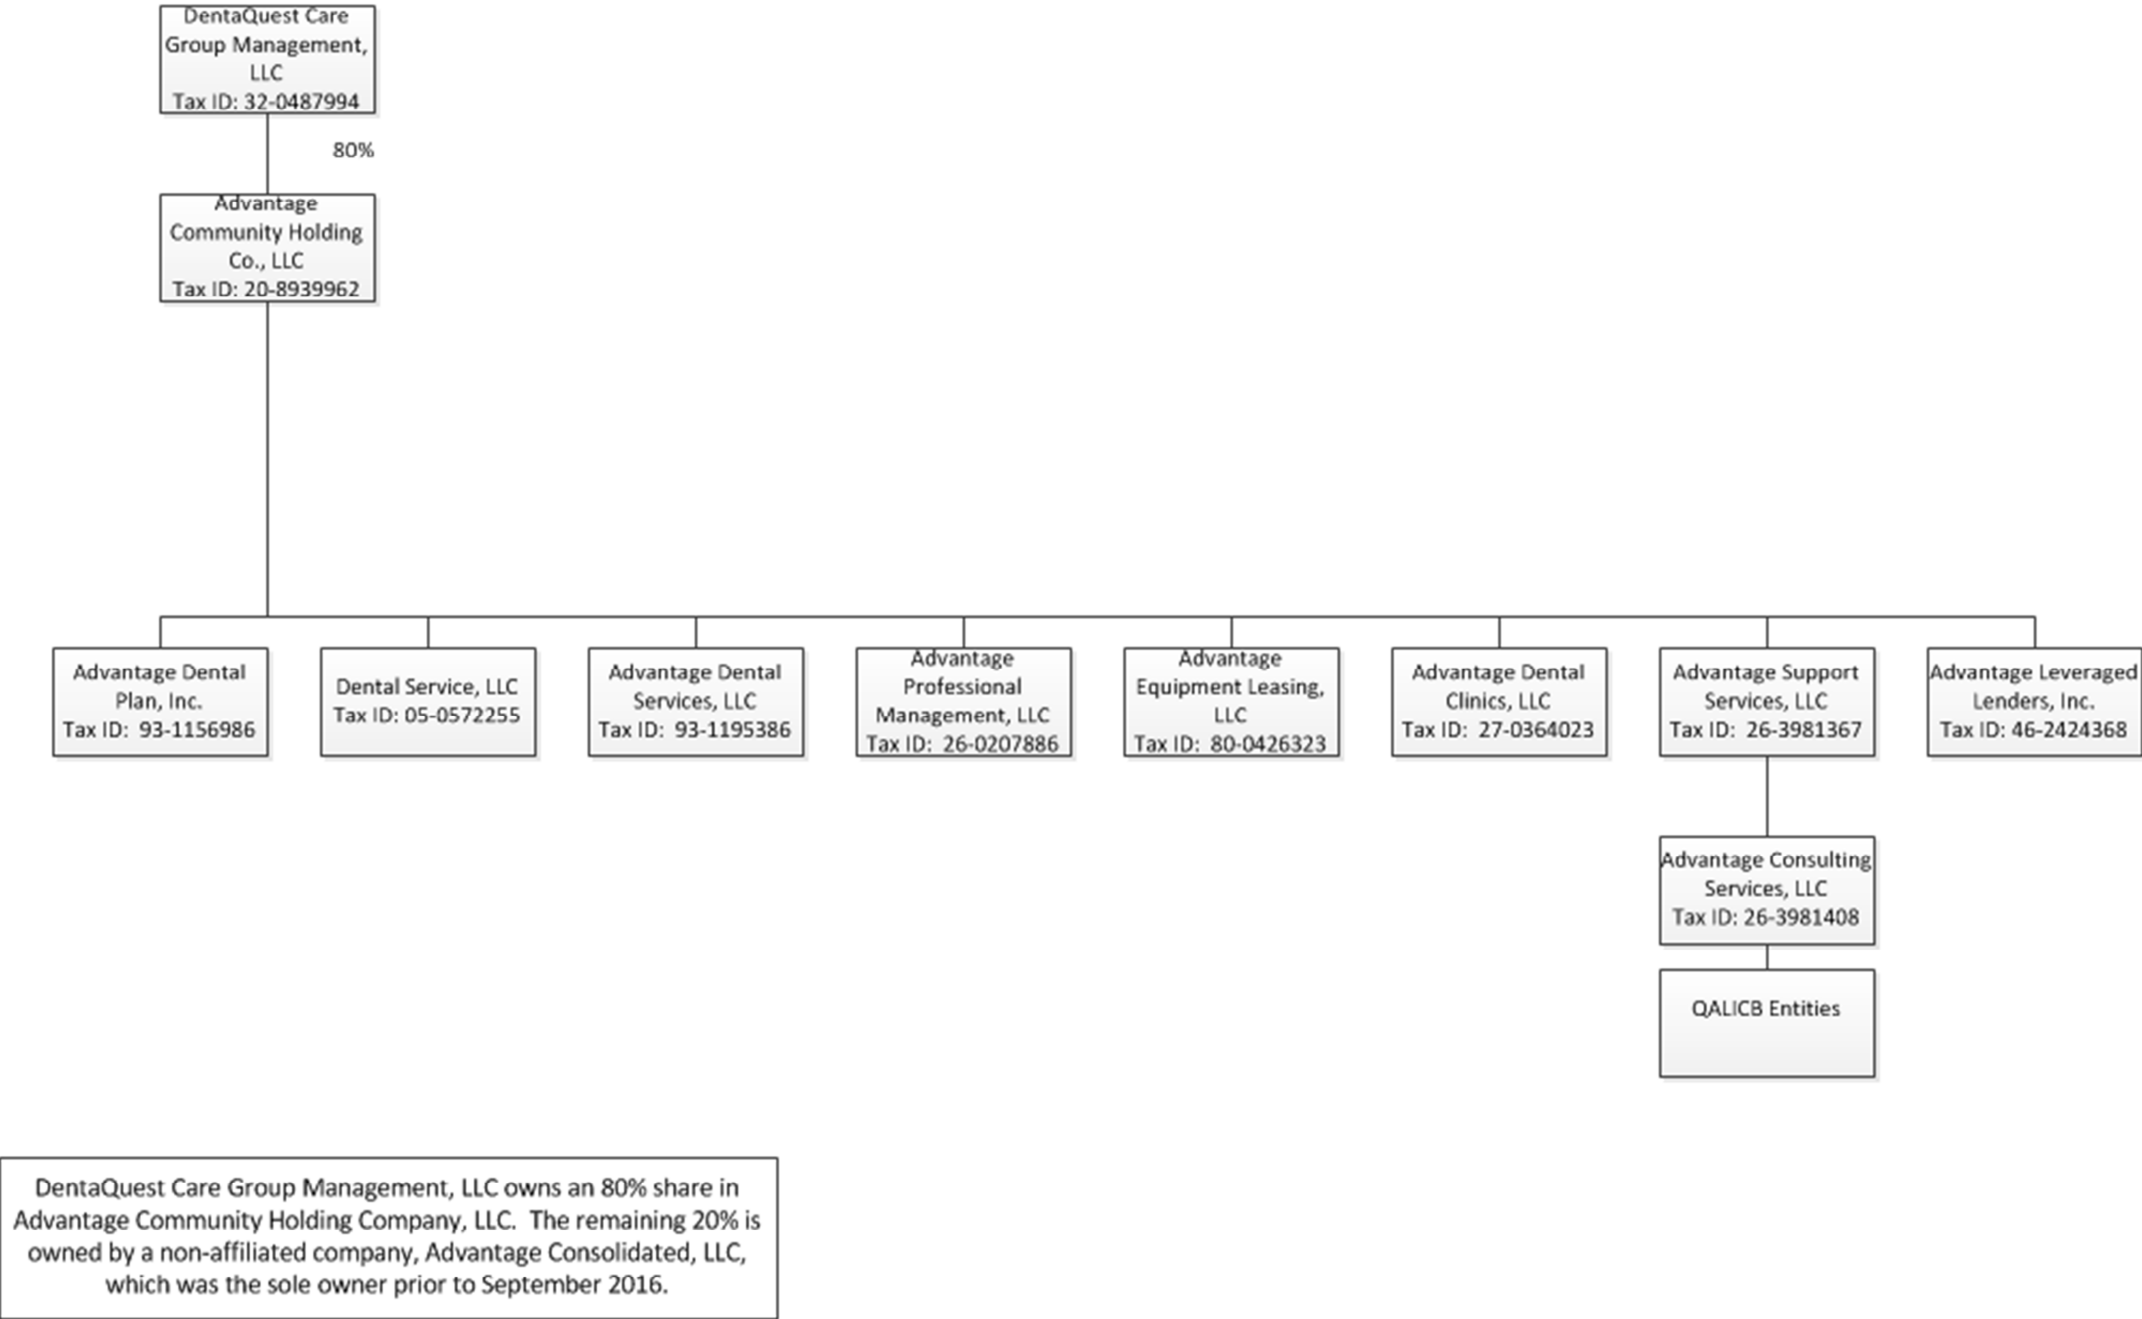 DentaQuest Care
Group Management,
LLC
Tax ID: 32-0487994
80%
Advantage
Community Holding
Co., LLC
Tax ID: 20-8939962
Advantage Dental
Plan, Inc.
Tax ID:  93-1156986
Dental Service, LLC
Tax ID: 05-0572255
Advantage Dental
Services, LLC
Tax ID:  93-1195386
Advantage
Professional
Management, LLC
Tax ID:  26-0207886
Advantage
Equipment Leasing,
LLC
Tax ID:  80-0426323
Advantage Dental
Clinics, LLC
Tax ID:  27-0364023
Advantage Support
Services, LLC
Tax ID:  26-3981367
Advantage Leveraged
Lenders, Inc.
Tax ID: 46-2424368
Advantage Consulting
Services, LLC
Tax ID: 26-3981408
QALICB Entities
DentaQuest Care Group Management, LLC owns an 80% share in
Advantage Community Holding Company, LLC.  The remaining 20% is
owned by a non-affiliated company, Advantage Consolidated, LLC,
which was the sole owner prior to September 2016.